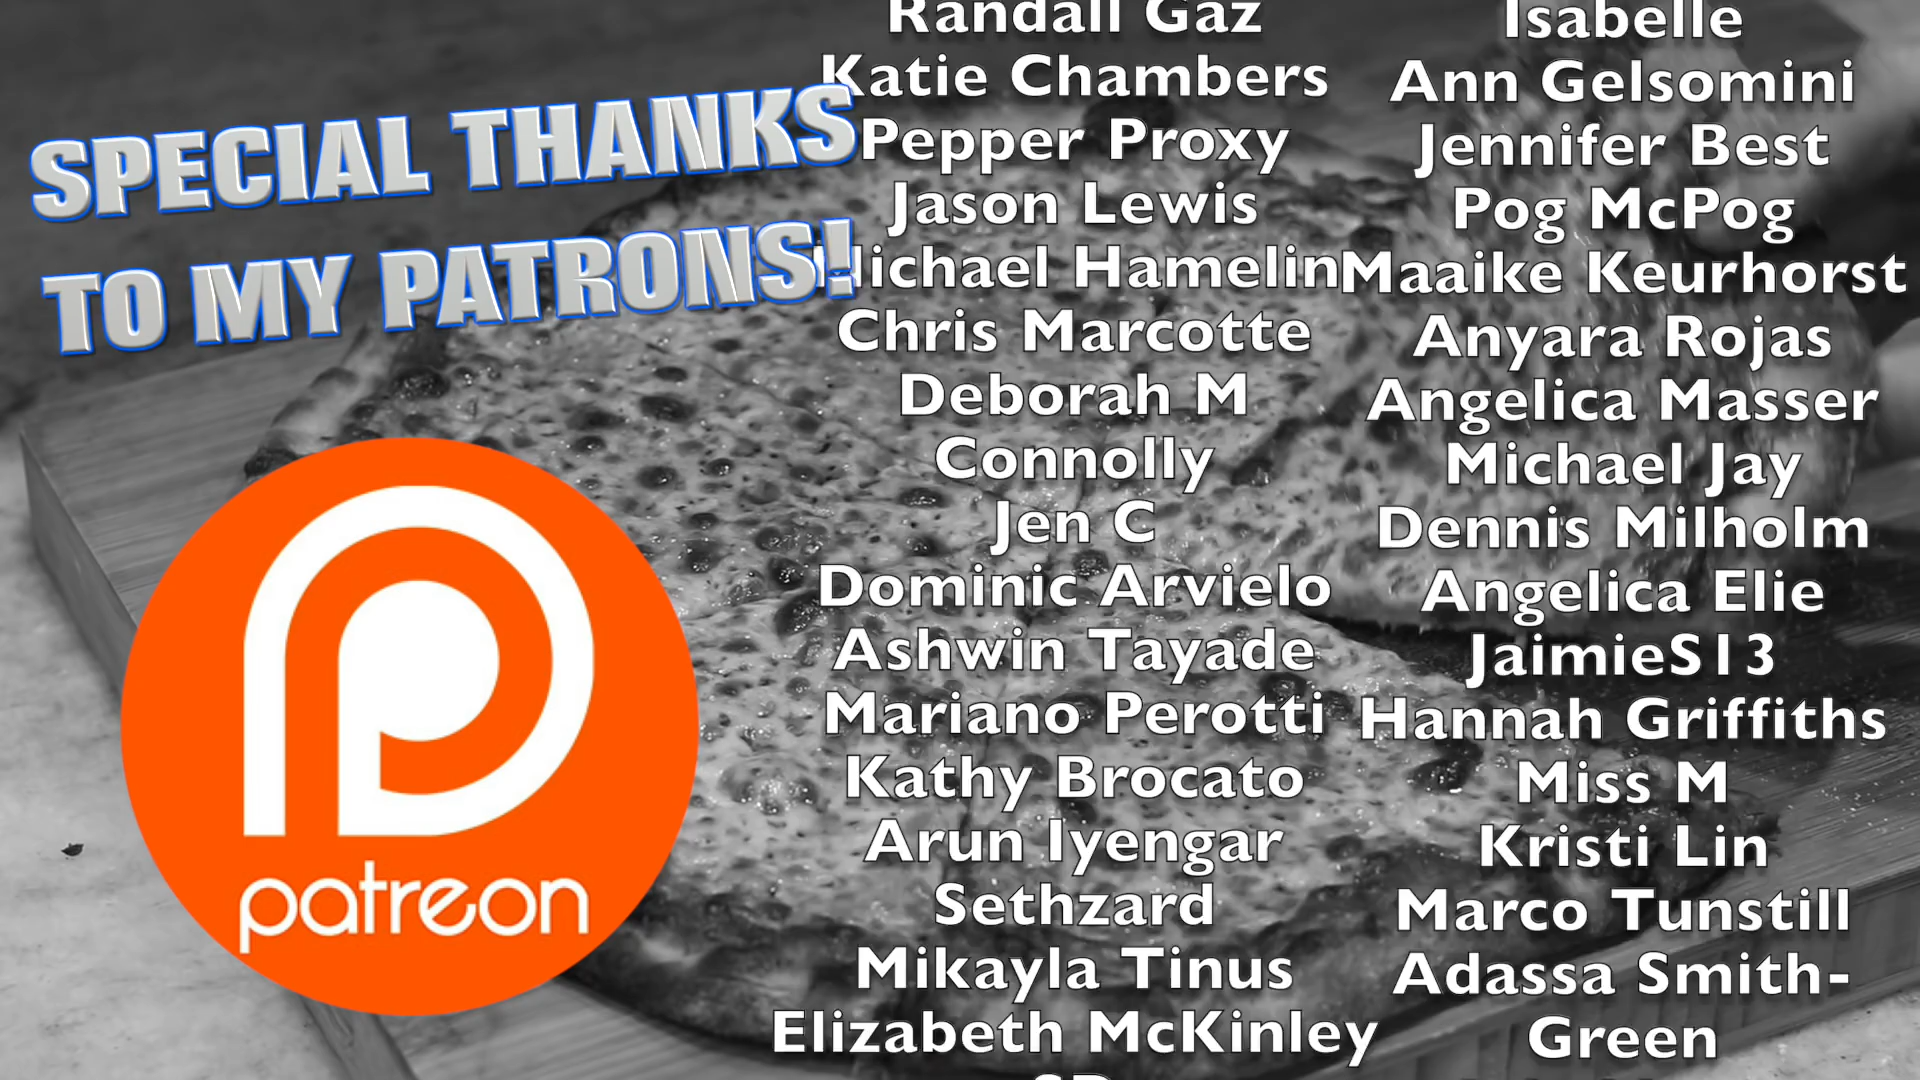 SPECIAL THANKS
TO MY PATRONS!
patreon
Randall Gaz
Katie Chambers
Pepper Proxy
Jason Lewis
Michael Hamelin
Chris Marcotte
Deborah M
Connolly
Jen C
Dominic Arvielo
Ashwin Tayade
Mariano Perotti
Kathy Brocato
Arun Iyengar
Sethzard
Mikayla Tinus
Elizabeth McKinley
Isabelle
Ann Gelsomini
Jennifer Best
Pog McPog
Maaike Keurhorst
Anyara Rojas
Angelica Masser
Michael Jay
Dennis Milholm
Angelica Elie
JaimieS13
Hannah Griffiths
Miss M
Kristi Lin
Marco Tunstill
Adassa Smith-
Green